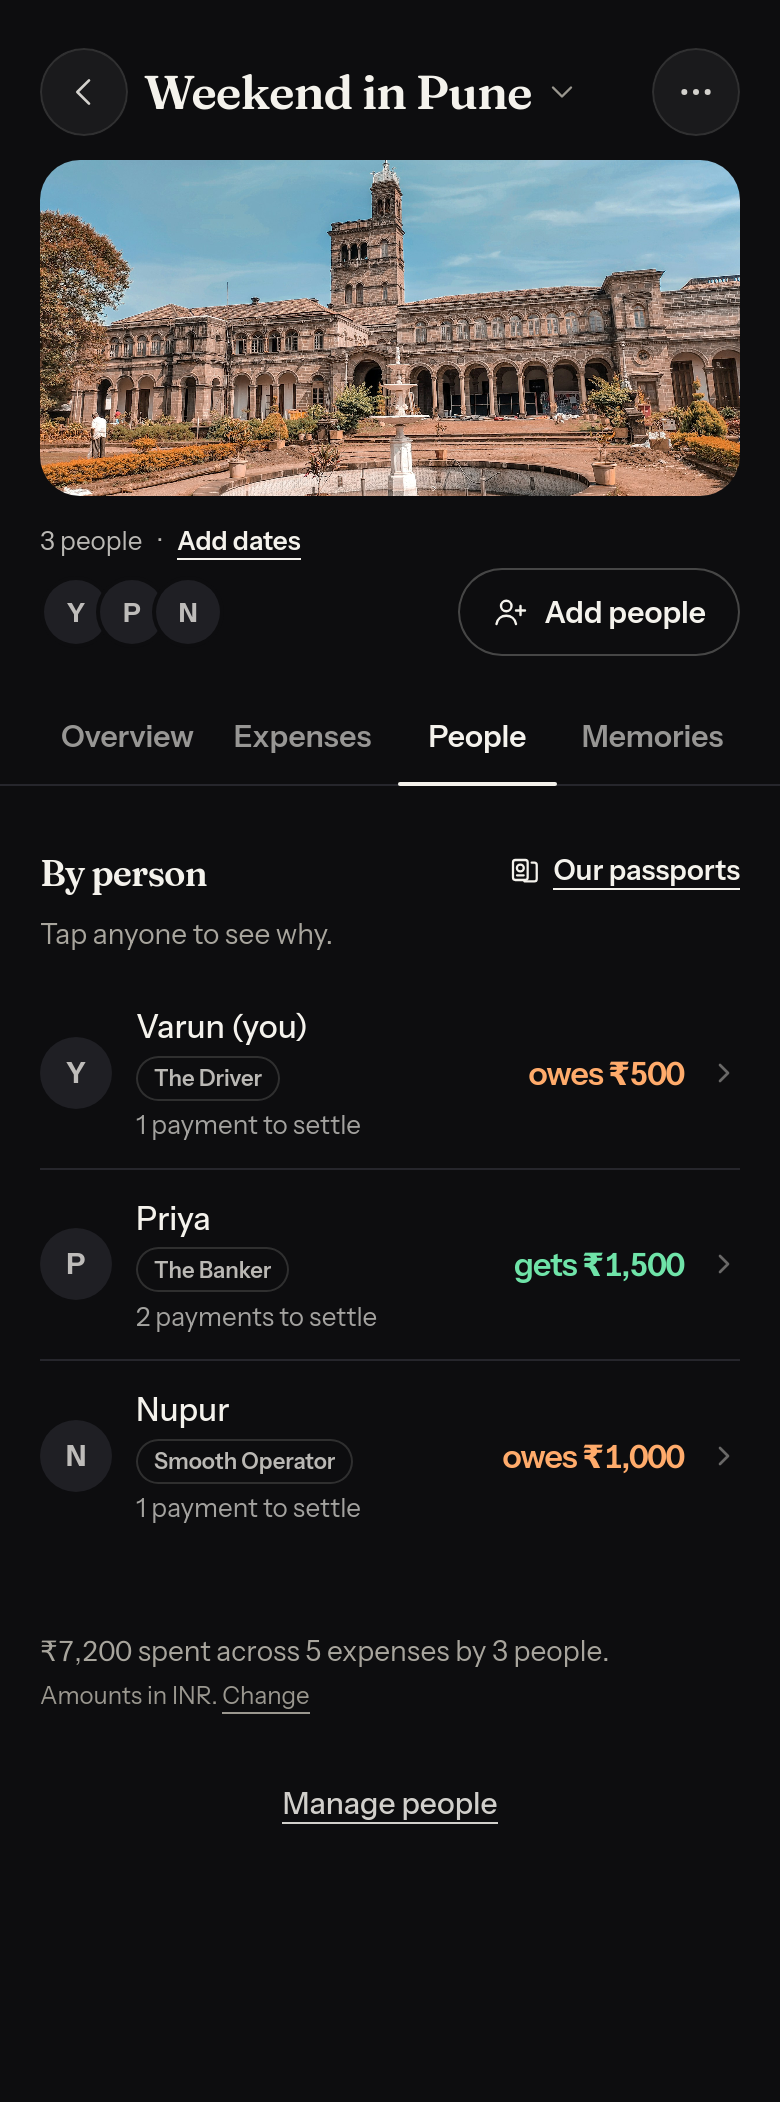 Weekend in Pune
3 people · Add dates
Y P N
Add people
Overview Expenses People Memories
By person
Our passports
Tap anyone to see why.
Y
Varun (you)
The Driver
1 payment to settle
owes ₹500
P
Priya
The Banker
2 payments to settle
gets ₹1,500
N
Nupur
Smooth Operator
1 payment to settle
owes ₹1,000
₹7,200 spent across 5 expenses by 3 people.
Amounts in INR. Change
Manage people